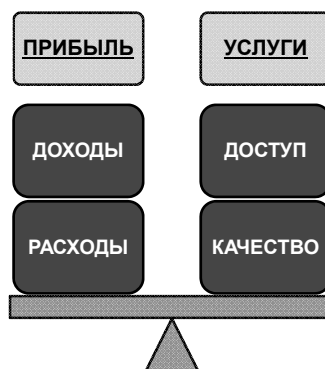 ПРИБЫЛЬ
УСЛУГИ
ДОХОДЫ
ДОСТУП
РАСХОДЫ
КАЧЕСТВО